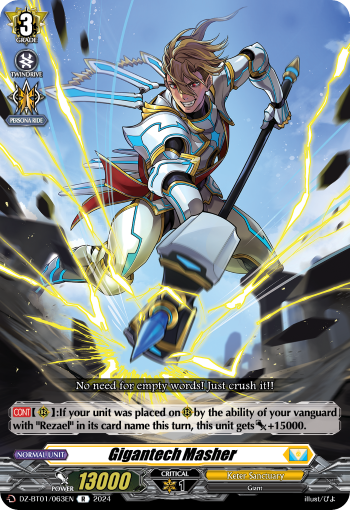 3
GRADE
TWINDRIVE
PERSONA RIDE
No need for empty words! Just crush it!!
CONT【 】:If your unit was placed on by the ability of your vanguard
with "Rezael" in its card name this turn, this unit gets +15000.
NORMAL UNIT
Gigantech Masher
POWER 13000 CRITICAL 1 Keter Sanctuary
Giant
D-BT01/063EN R 2024 illust/ぴよ